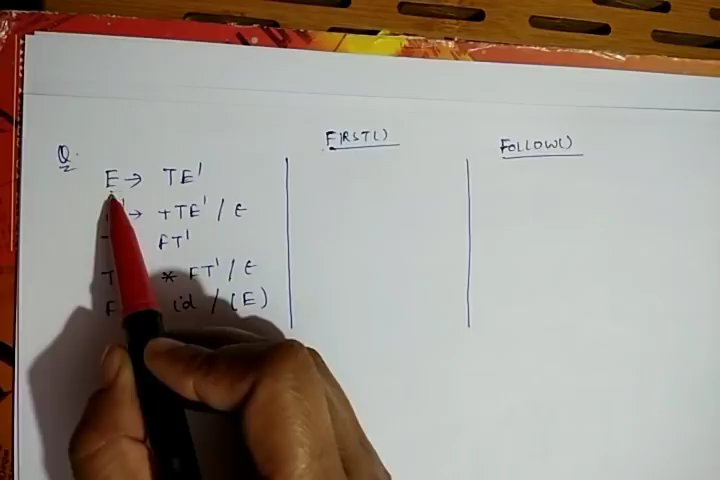 FIRST()
FOLLOW()
Q.
E → TE'
' → +TE' / ε
T FT'
T * FT' / ε
F id / (E)